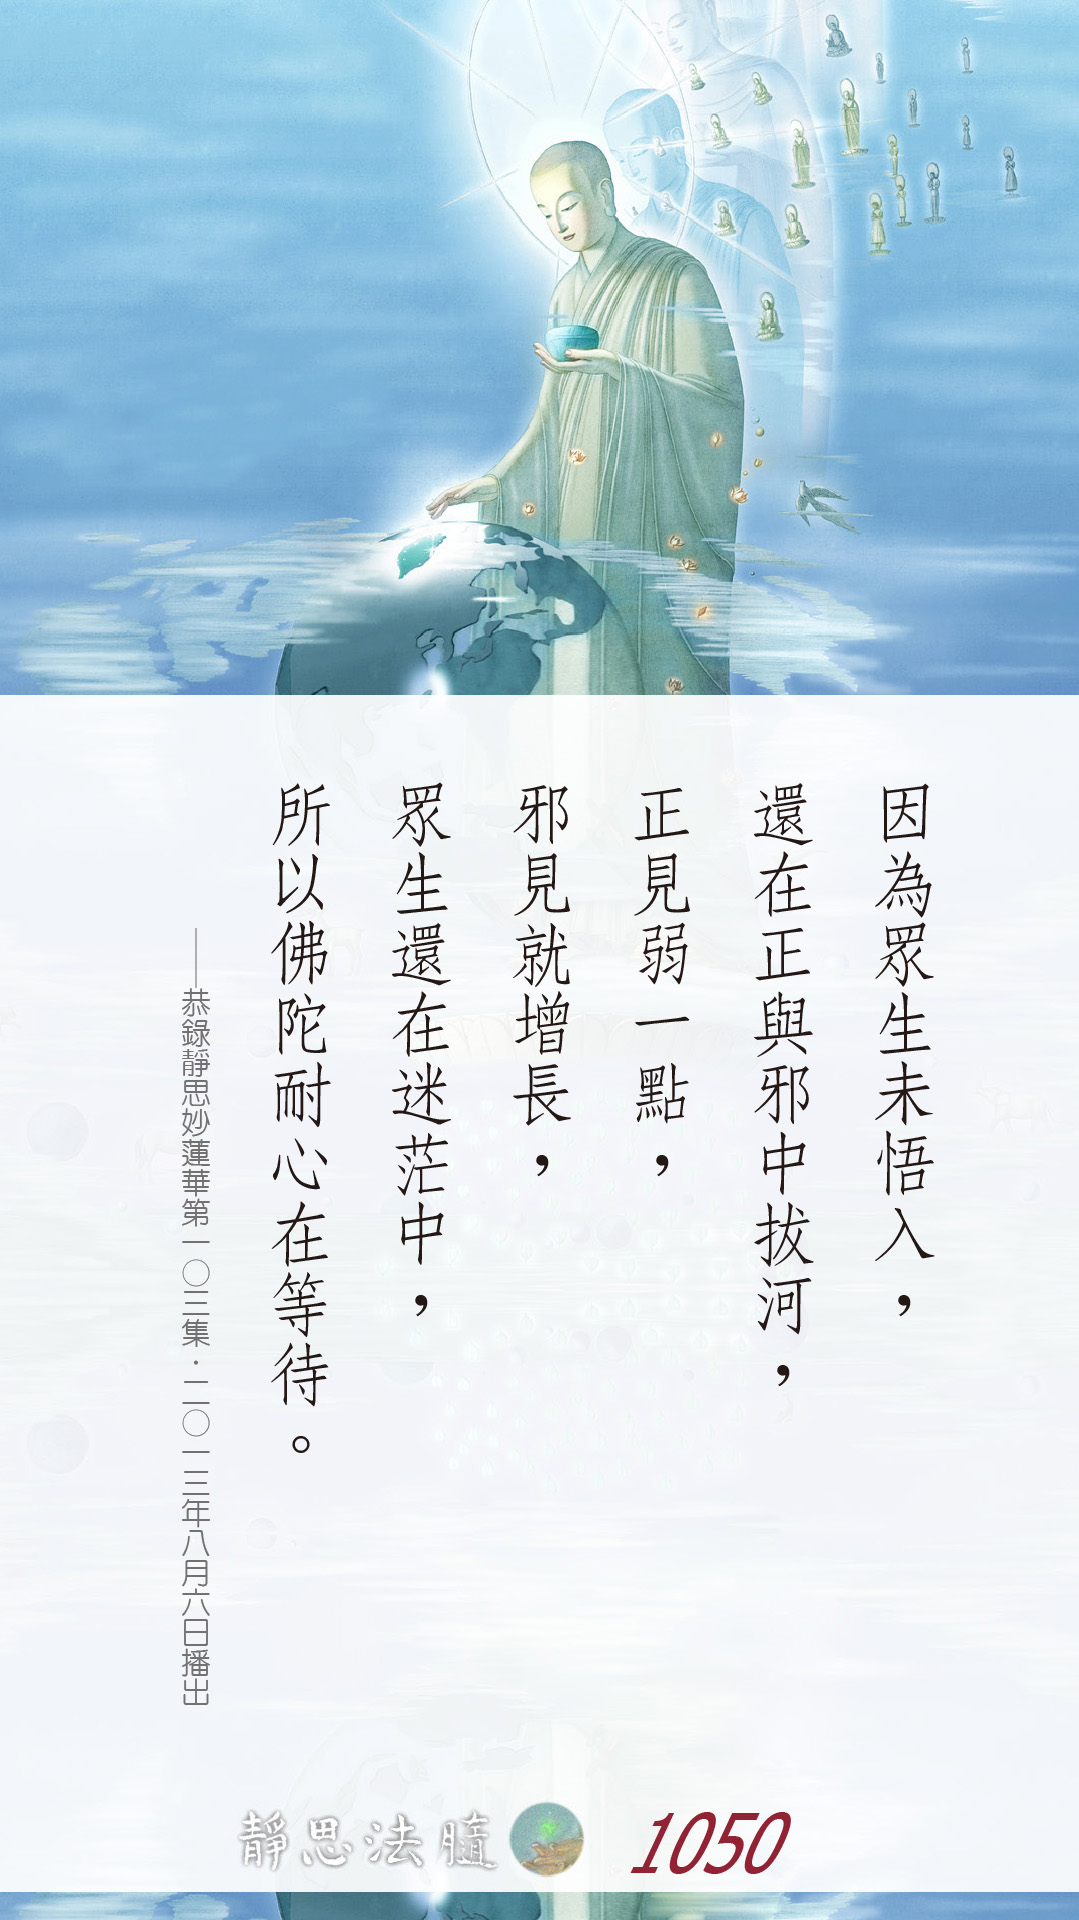 因為眾生未悟入，
還在正與邪中拔河，
正見弱一點，
邪見就增長，
眾生還在迷茫中，
所以佛陀耐心在等待。
──恭錄靜思妙蓮華第一〇三集．二〇一三年八月六日播出
靜思法髓
1050